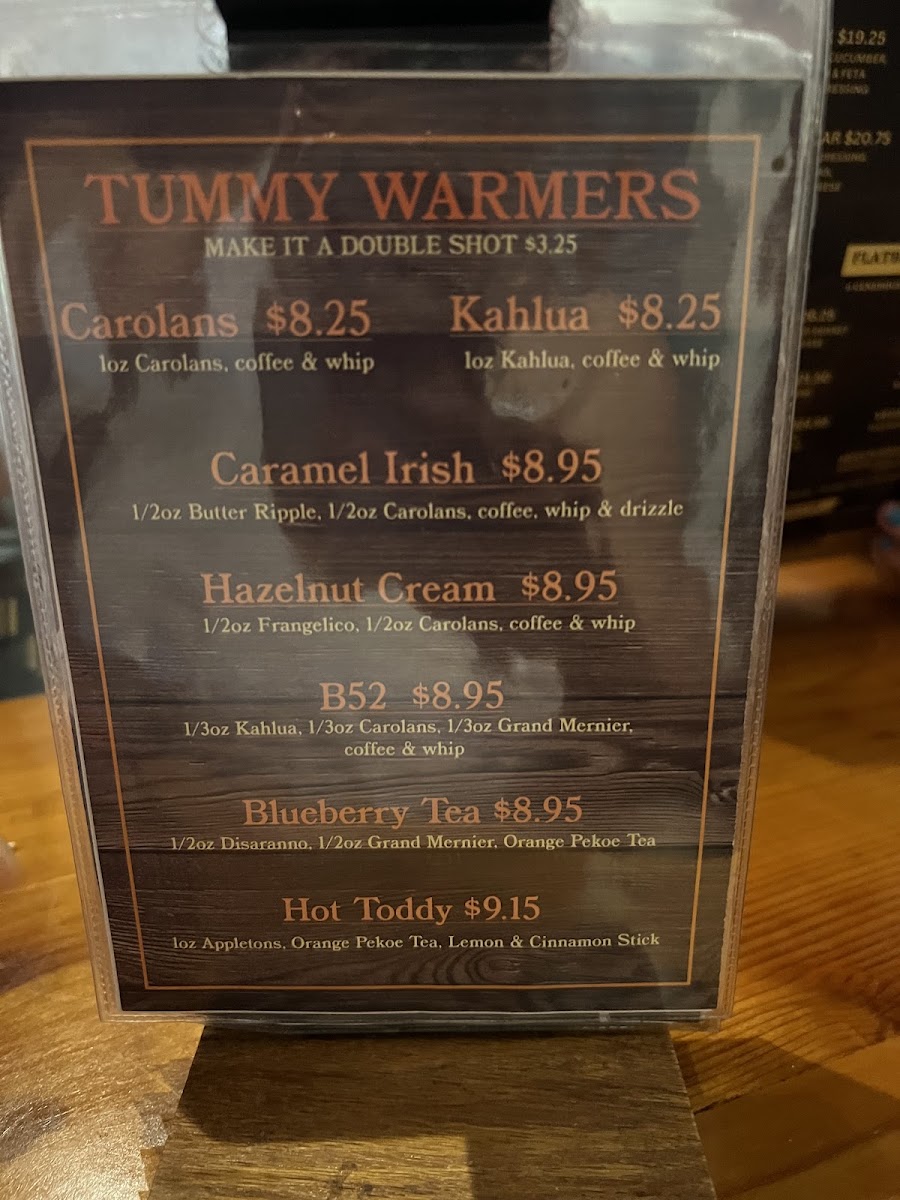 TUMMY WARMERS
MAKE IT A DOUBLE SHOT $3.25
Carolans $8.25
1oz Carolans, coffee & whip
Kahlua $8.25
1oz Kahlua, coffee & whip
Caramel Irish $8.95
1/2oz Butter Ripple, 1/2oz Carolans, coffee, whip & drizzle
Hazelnut Cream $8.95
1/2oz Frangelico, 1/2oz Carolans, coffee & whip
B52 $8.95
1/3oz Kahlua, 1/3oz Carolans, 1/3oz Grand Mernier,
coffee & whip
Blueberry Tea $8.95
1/2oz Disaranno, 1/2oz Grand Mernier, Orange Pekoe Tea
Hot Toddy $9.15
1oz Appletons, Orange Pekoe Tea, Lemon & Cinnamon Stick
$19.25
& FETA
$20.75